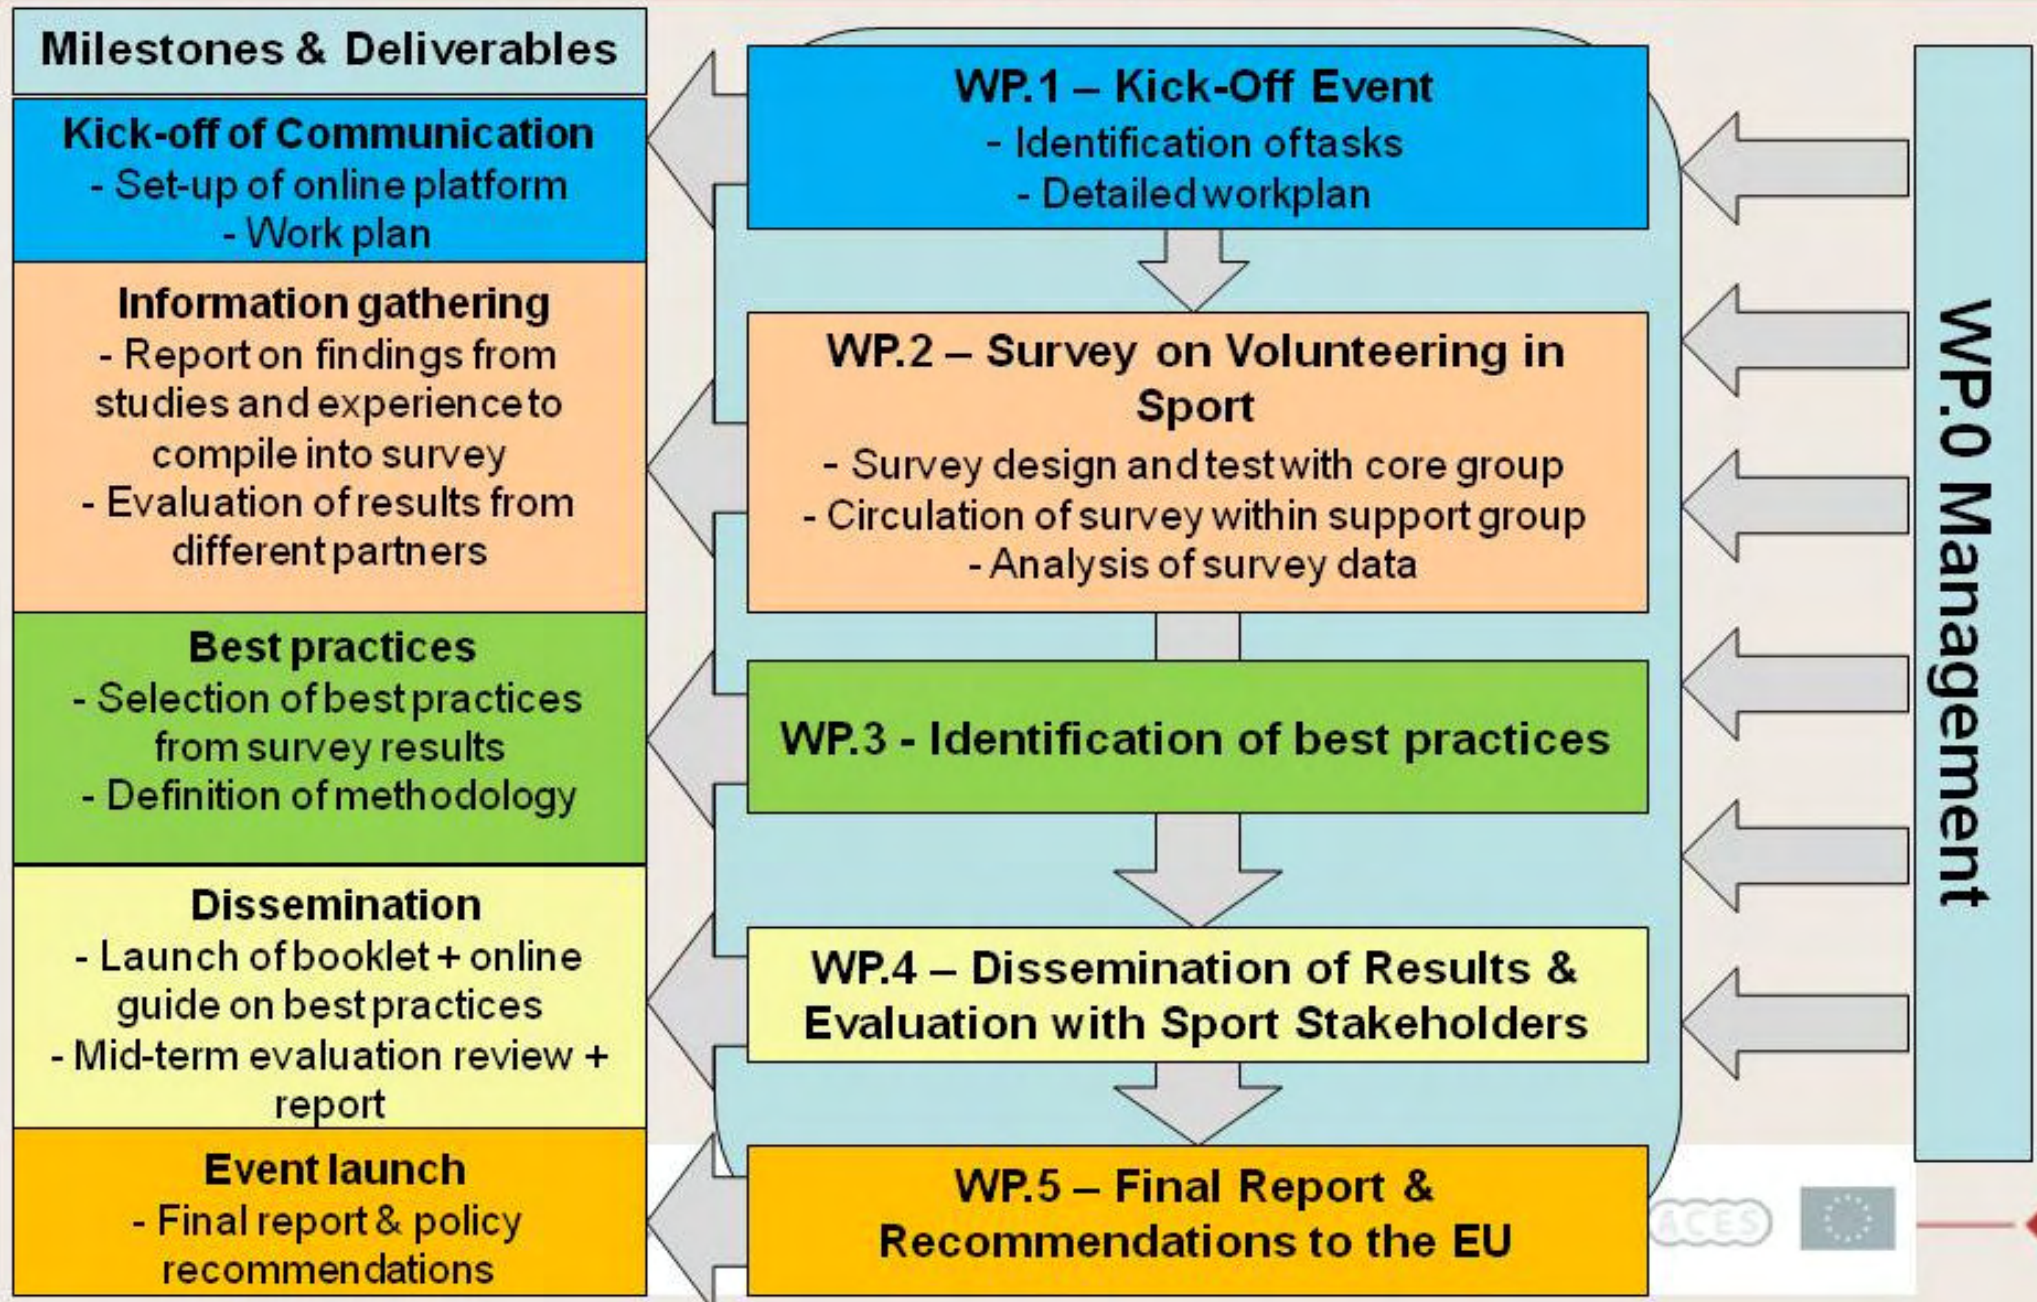 Milestones & Deliverables
Kick-off of Communication
- Set-up of online platform
- Work plan
Information gathering
- Report on findings from
studies and experience to
compile into survey
- Evaluation of results from
different partners
Best practices
- Selection of best practices
from survey results
- Definition of methodology
Dissemination
- Launch of booklet + online
guide on best practices
- Mid-term evaluation review +
report
Event launch
- Final report & policy
recommendations
WP.1 – Kick-Off Event
- Identification of tasks
- Detailed workplan
WP.2 – Survey on Volunteering in
Sport
- Survey design and test with core group
- Circulation of survey within support group
- Analysis of survey data
WP.3 - Identification of best practices
WP.4 – Dissemination of Results &
Evaluation with Sport Stakeholders
WP.5 – Final Report &
Recommendations to the EU
WP.0 Management
ACES